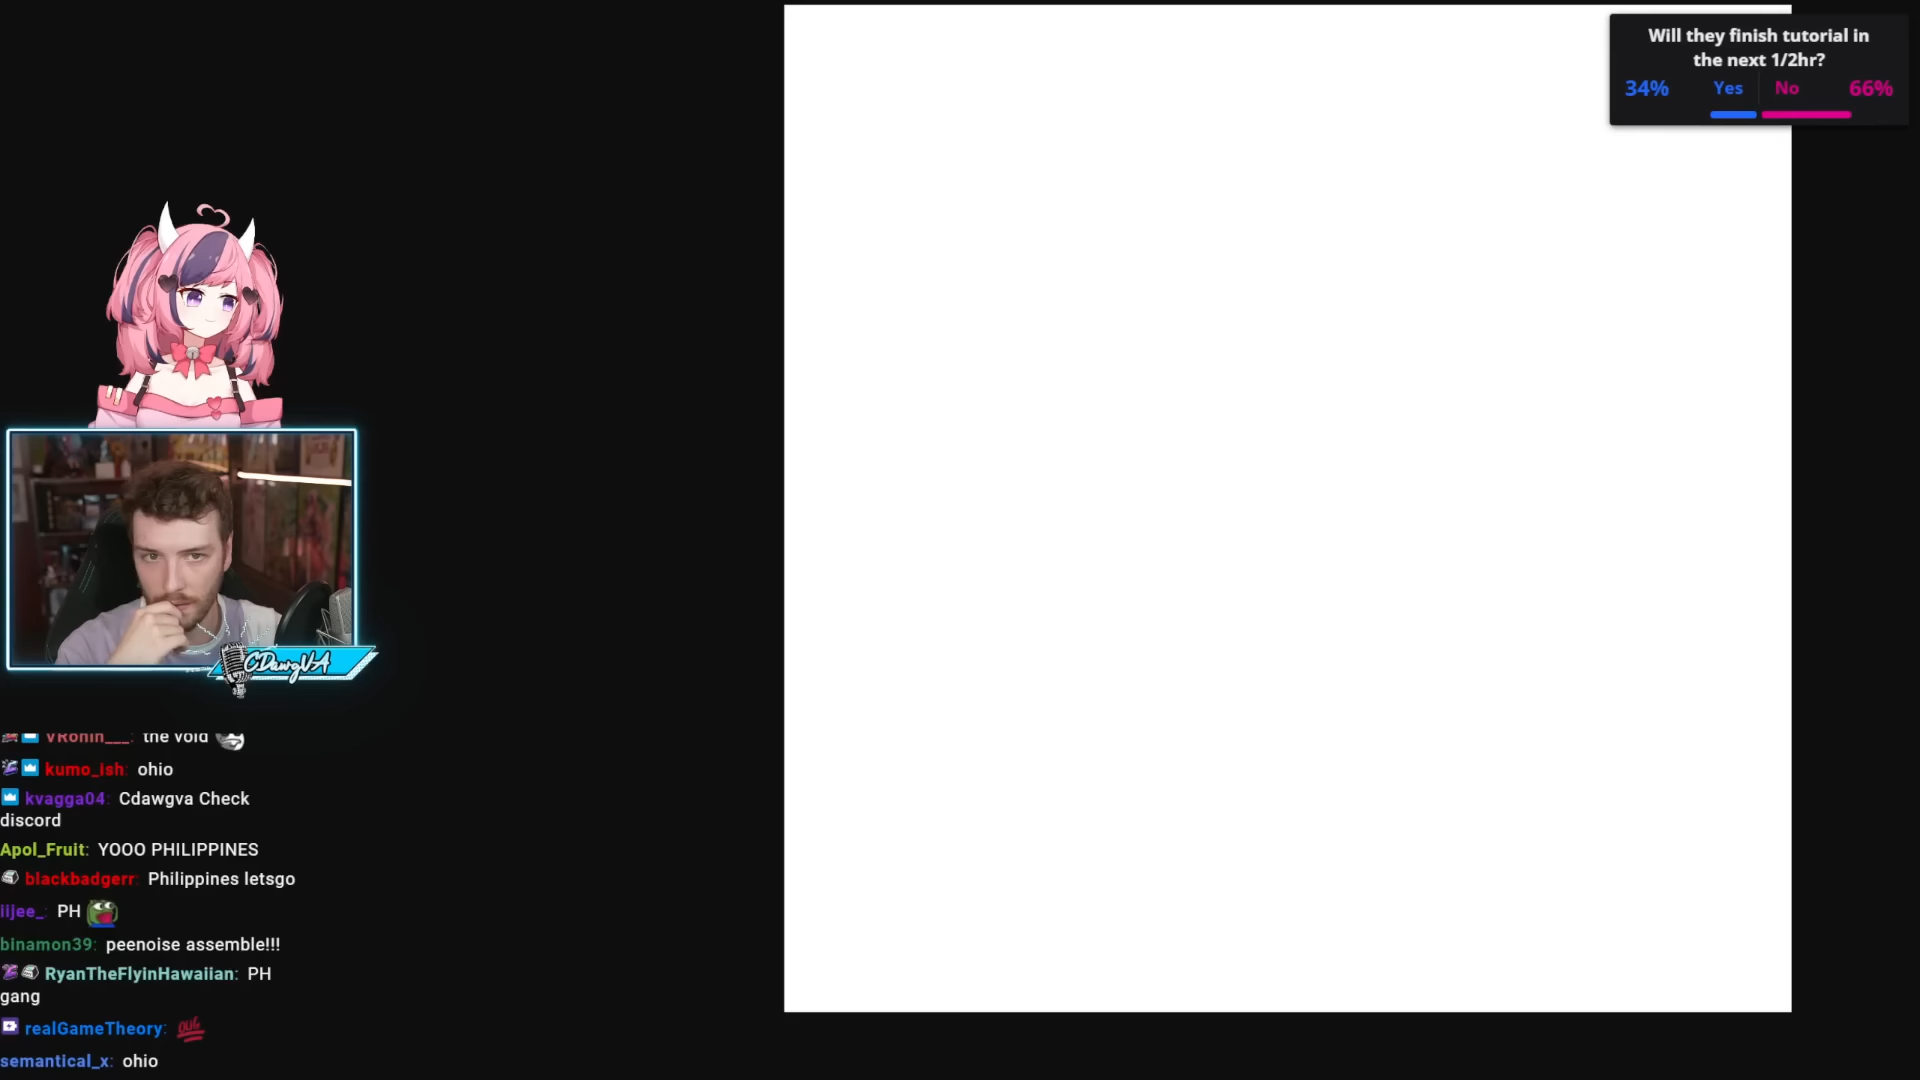 Will they finish tutorial in
the next 1/2hr?
34% Yes No 66%
CDawgVA
VRonin___: the void
kumo_ish: ohio
kvagga04: Cdawgva Check
discord
Apol_Fruit: YOOO PHILIPPINES
blackbadgerr: Philippines letsgo
iijee_: PH
binamon39: peenoise assemble!!!
RyanTheFlyinHawaiian: PH
gang
realGameTheory:
semantical_x: ohio